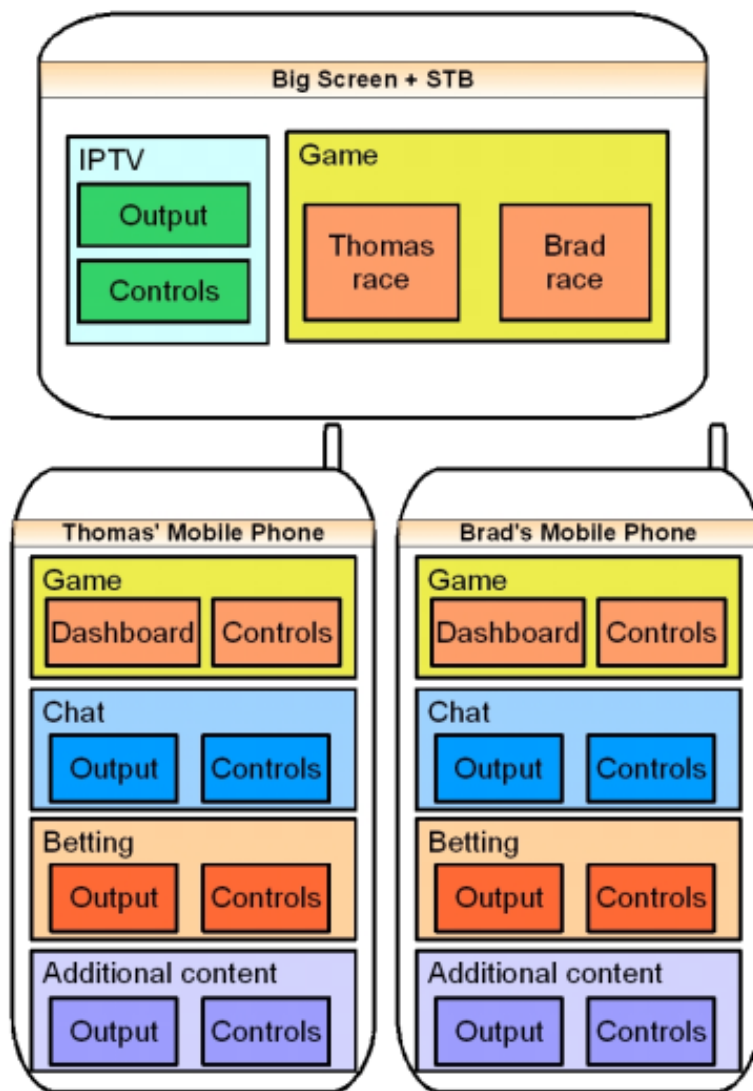 Big Screen + STB
IPTV
Output
Controls
Game
Thomas
race
Brad
race
Thomas' Mobile Phone
Game
Dashboard
Controls
Chat
Output
Controls
Betting
Output
Controls
Additional content
Output
Controls
Brad's Mobile Phone
Game
Dashboard
Controls
Chat
Output
Controls
Betting
Output
Controls
Additional content
Output
Controls